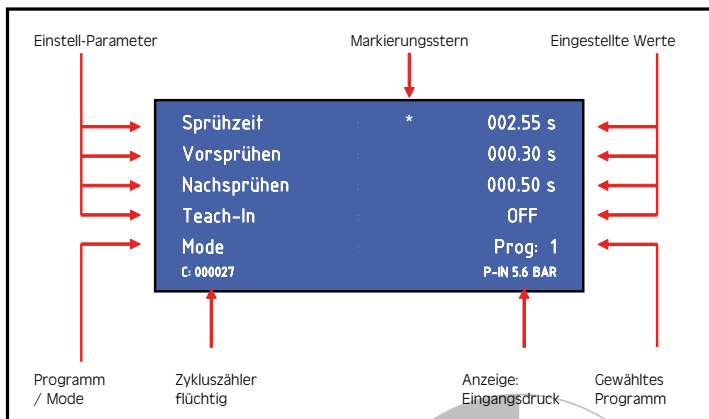 Einstell-Parameter Markierungsstern Eingestellte Werte
Sprühzeit : * 002.55 s
Vorsprühen : 000.30 s
Nachsprühen : 000.50 s
Teach-In : OFF
Mode : Prog: 1
C: 000027 P-IN 5.6 BAR
Programm / Mode
Zykluszähler flüchtig
Anzeige: Eingangsdruck
Gewähltes Programm